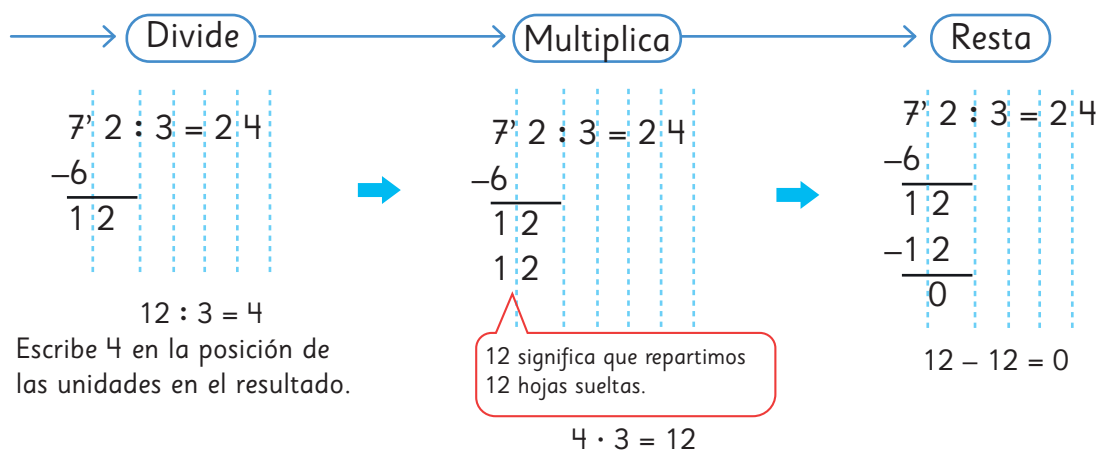 Divide
Multiplica
Resta
7’ 2 : 3 = 2 4
–6
1 2
12 : 3 = 4
Escribe 4 en la posición de
las unidades en el resultado.
7’ 2 : 3 = 2 4
–6
1 2
1 2
12 significa que repartimos
12 hojas sueltas.
4 · 3 = 12
7’ 2 : 3 = 2 4
–6
1 2
–1 2
0
12 – 12 = 0